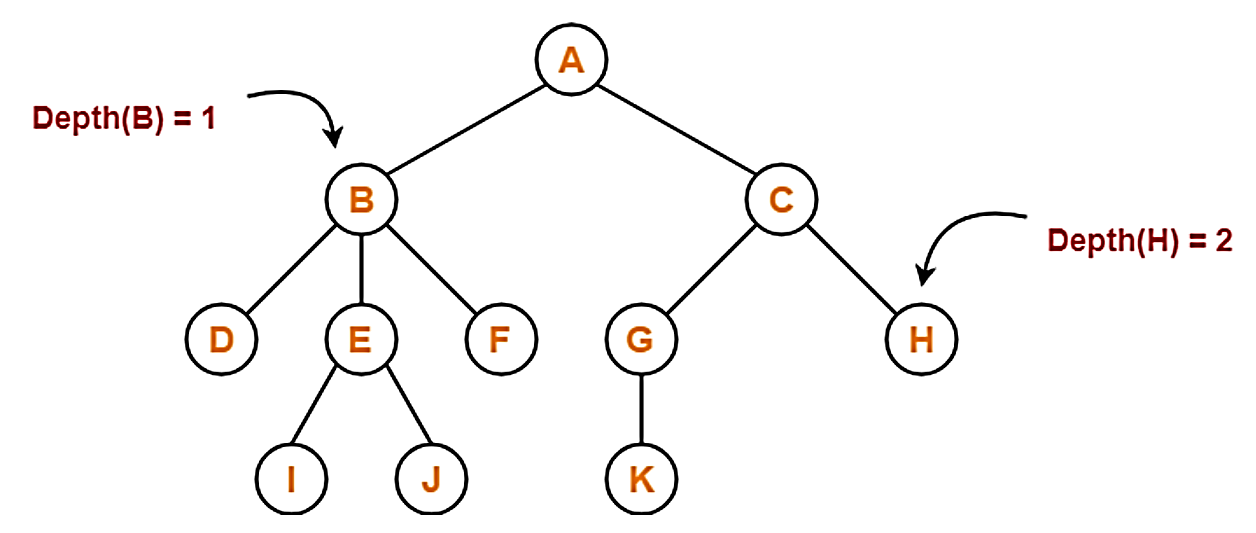 A
Depth(B) = 1
B
C
Depth(H) = 2
D
E
F
G
H
I
J
K